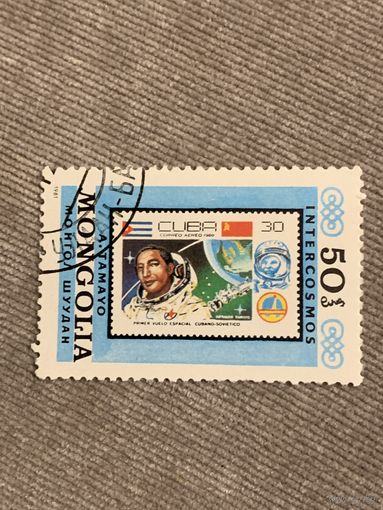 MONGOLIA
МОНГОЛ ШУУДАН
A. TAMAYO
1981
INTERCOSMOS
50
CUBA
CORREO AEREO 1980
30
PRIMER VUELO ESPACIAL CUBANO-SOVIETICO